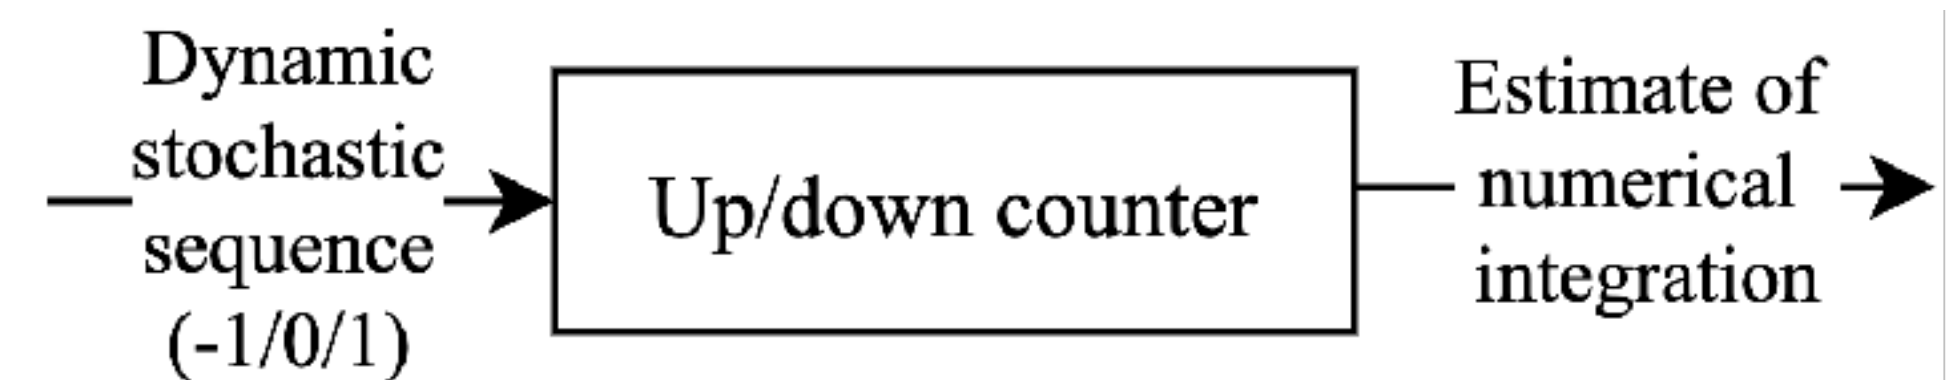 Dynamic
stochastic
sequence
(-1/0/1)
Up/down counter
Estimate of
numerical
integration